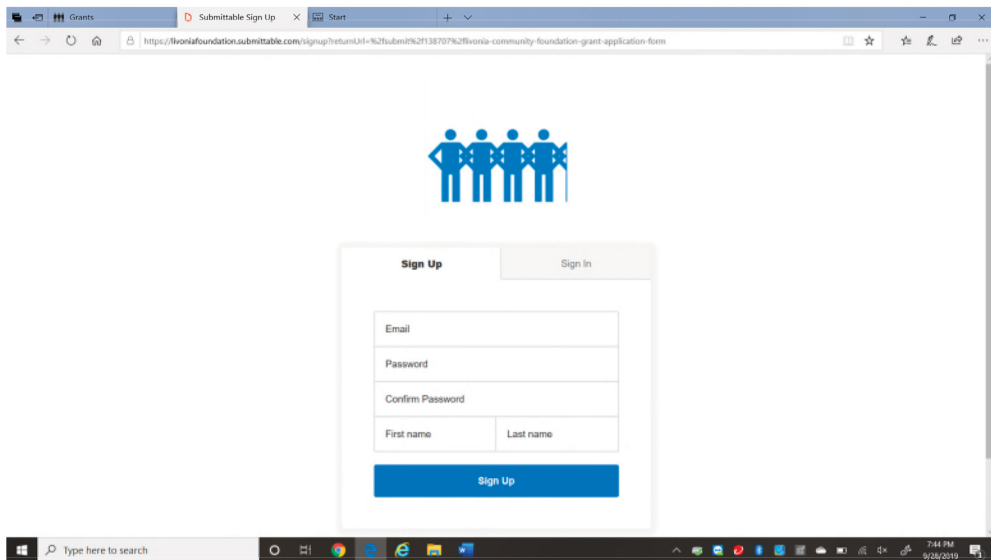 Grants
Submittable Sign Up
Start
https://livoniafoundation.submittable.com/signup?returnUrl=%2fsubmit%2f138707%2flivonia-community-foundation-grant-application-form
Sign Up
Sign In
Email
Password
Confirm Password
First name
Last name
Sign Up
Type here to search
7:44 PM
9/28/2019